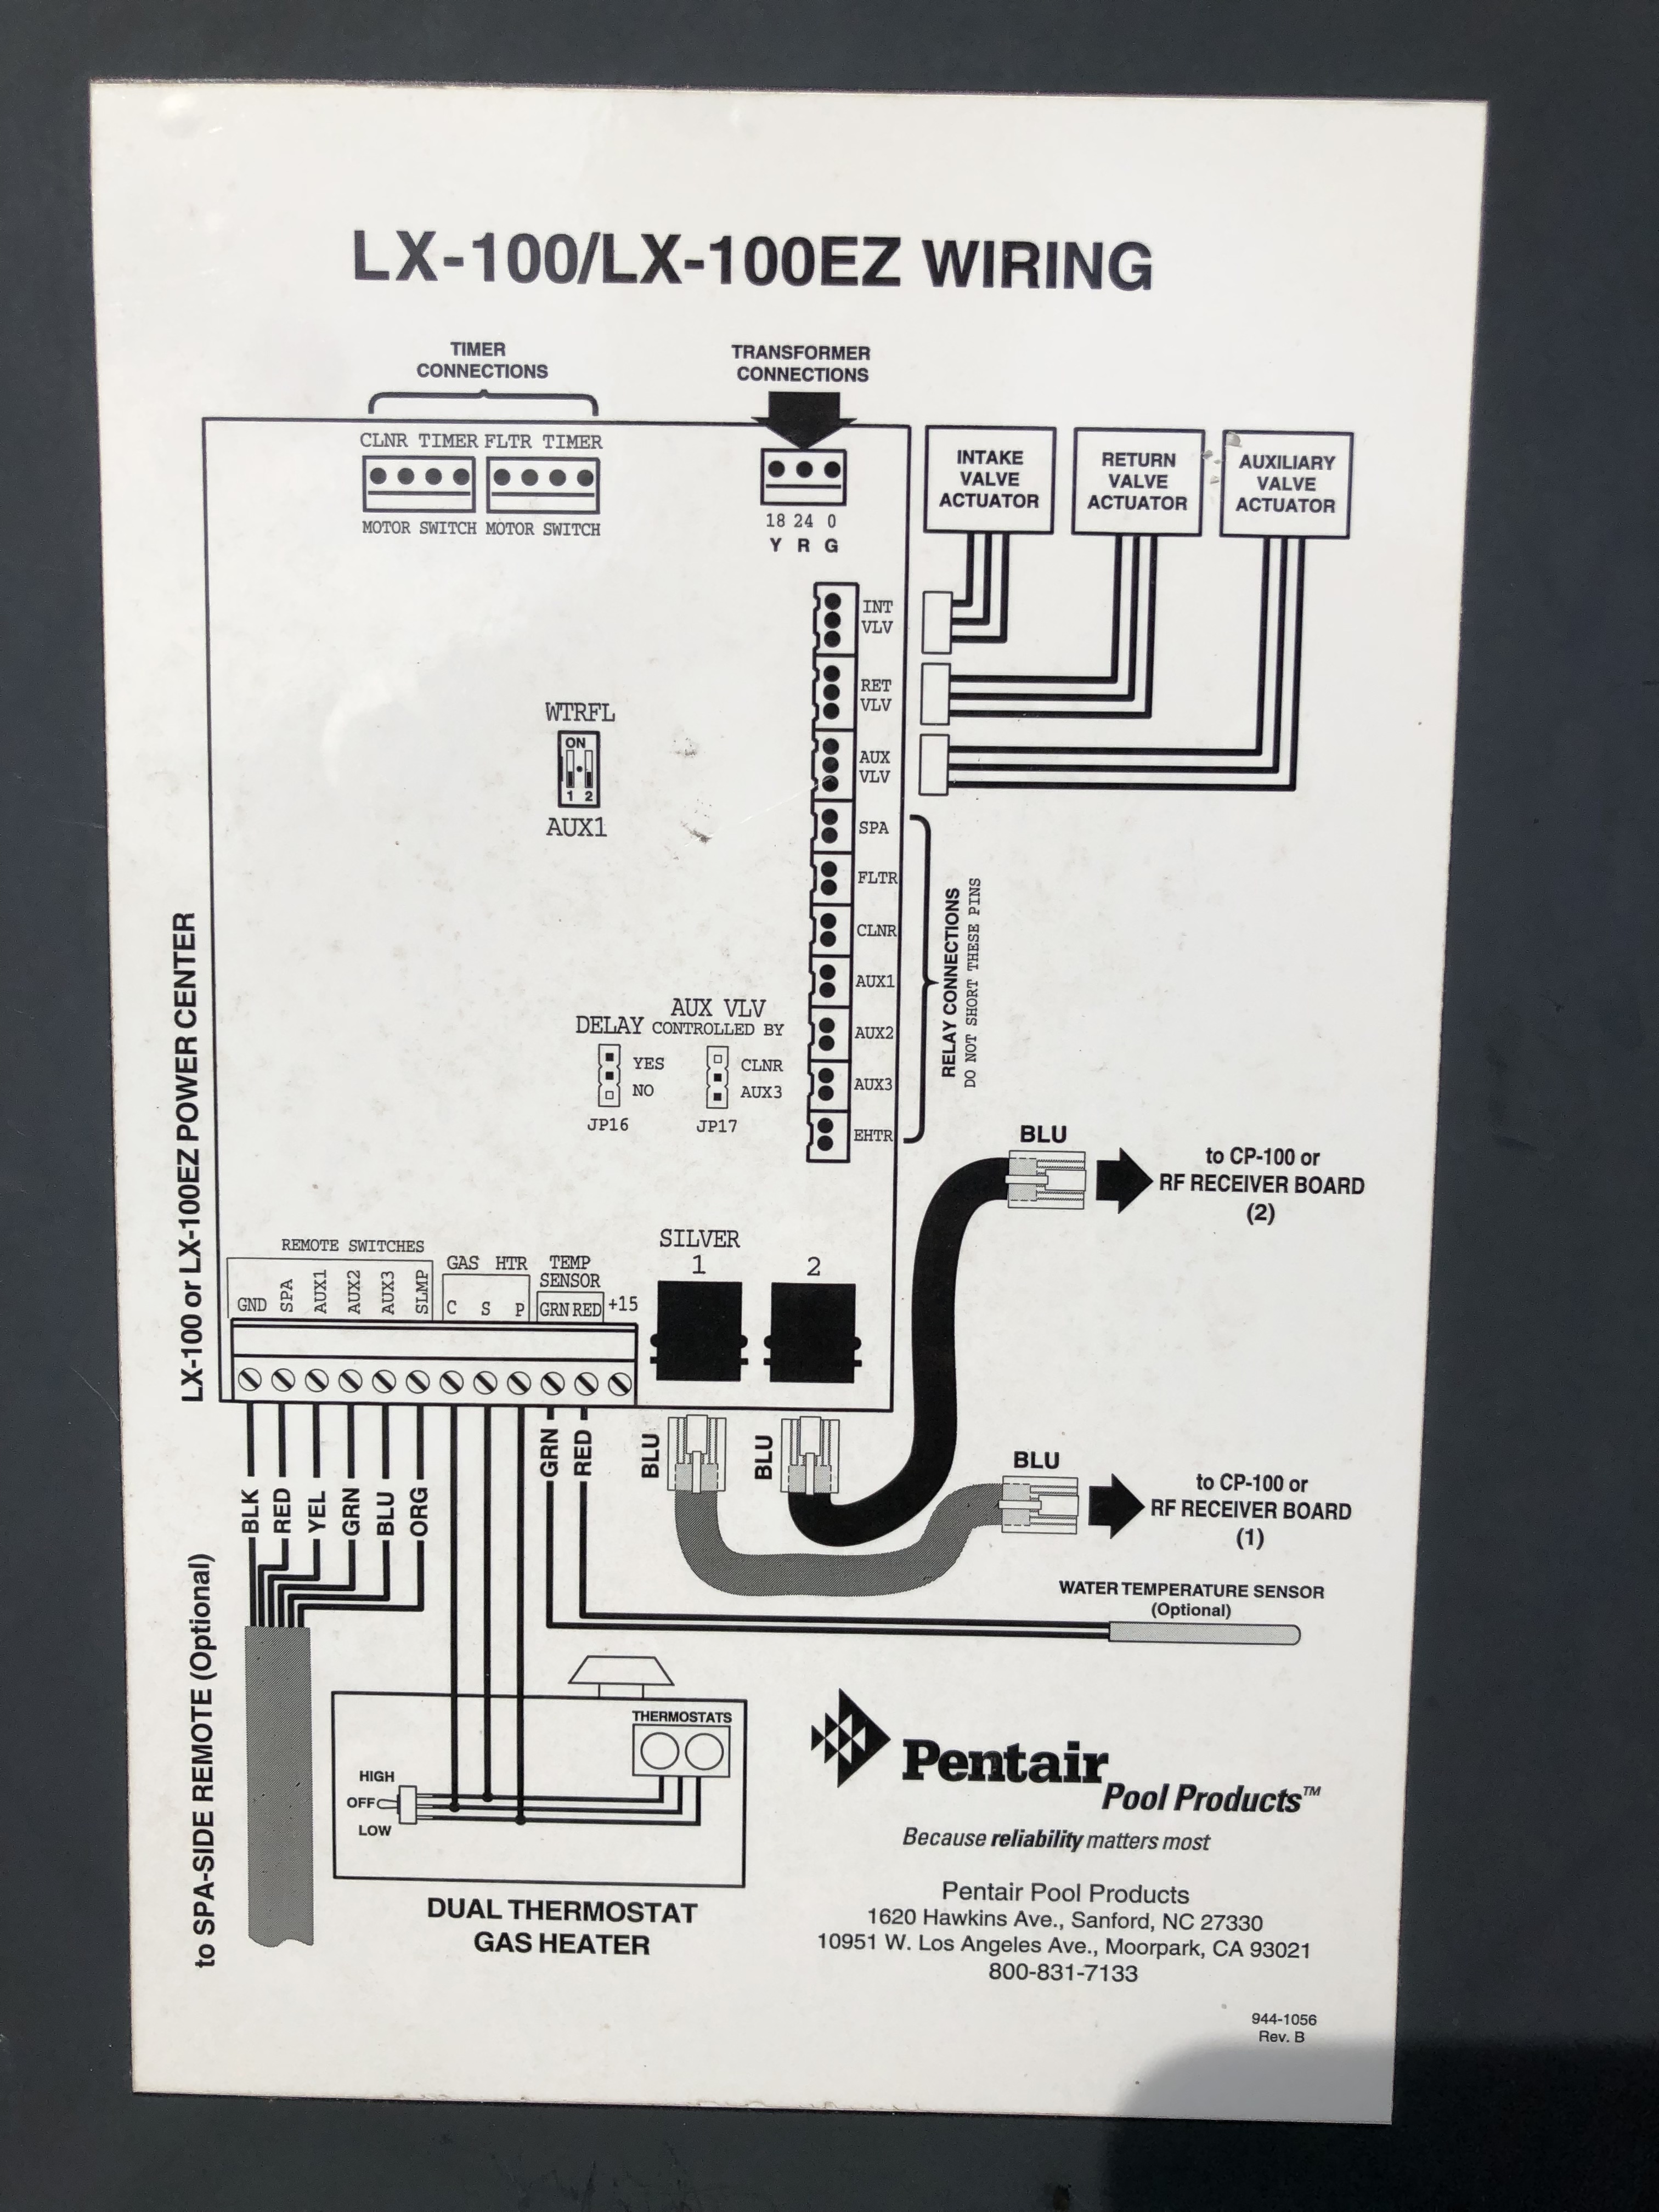 LX-100/LX-100EZ WIRING
TIMER
CONNECTIONS
TRANSFORMER
CONNECTIONS
CLNR TIMER FLTR TIMER
MOTOR SWITCH MOTOR SWITCH
18 24 0
Y R G
INTAKE
VALVE
ACTUATOR
RETURN
VALVE
ACTUATOR
AUXILIARY
VALVE
ACTUATOR
INT
VLV
RET
VLV
AUX
VLV
SPA
FLTR
CLNR
AUX1
AUX2
AUX3
EHTR
RELAY CONNECTIONS
DO NOT SHORT THESE PINS
WTRFL
ON
1 2
AUX1
DELAY
YES
NO
JP16
AUX VLV
CONTROLLED BY
CLNR
AUX3
JP17
LX-100 or LX-100EZ POWER CENTER
BLU
to CP-100 or
RF RECEIVER BOARD
(2)
REMOTE SWITCHES
GND
SPA
AUX1
AUX2
AUX3
SLMP
GAS HTR
C S P
TEMP
SENSOR
GRN RED
+15
SILVER
1 2
BLK
RED
YEL
GRN
BLU
ORG
GRN
RED
BLU
BLU
BLU
to CP-100 or
RF RECEIVER BOARD
(1)
WATER TEMPERATURE SENSOR
(Optional)
to SPA-SIDE REMOTE (Optional)
THERMOSTATS
HIGH
OFF
LOW
DUAL THERMOSTAT
GAS HEATER
Pentair
Pool Products™
Because reliability matters most
Pentair Pool Products
1620 Hawkins Ave., Sanford, NC 27330
10951 W. Los Angeles Ave., Moorpark, CA 93021
800-831-7133
944-1056
Rev. B